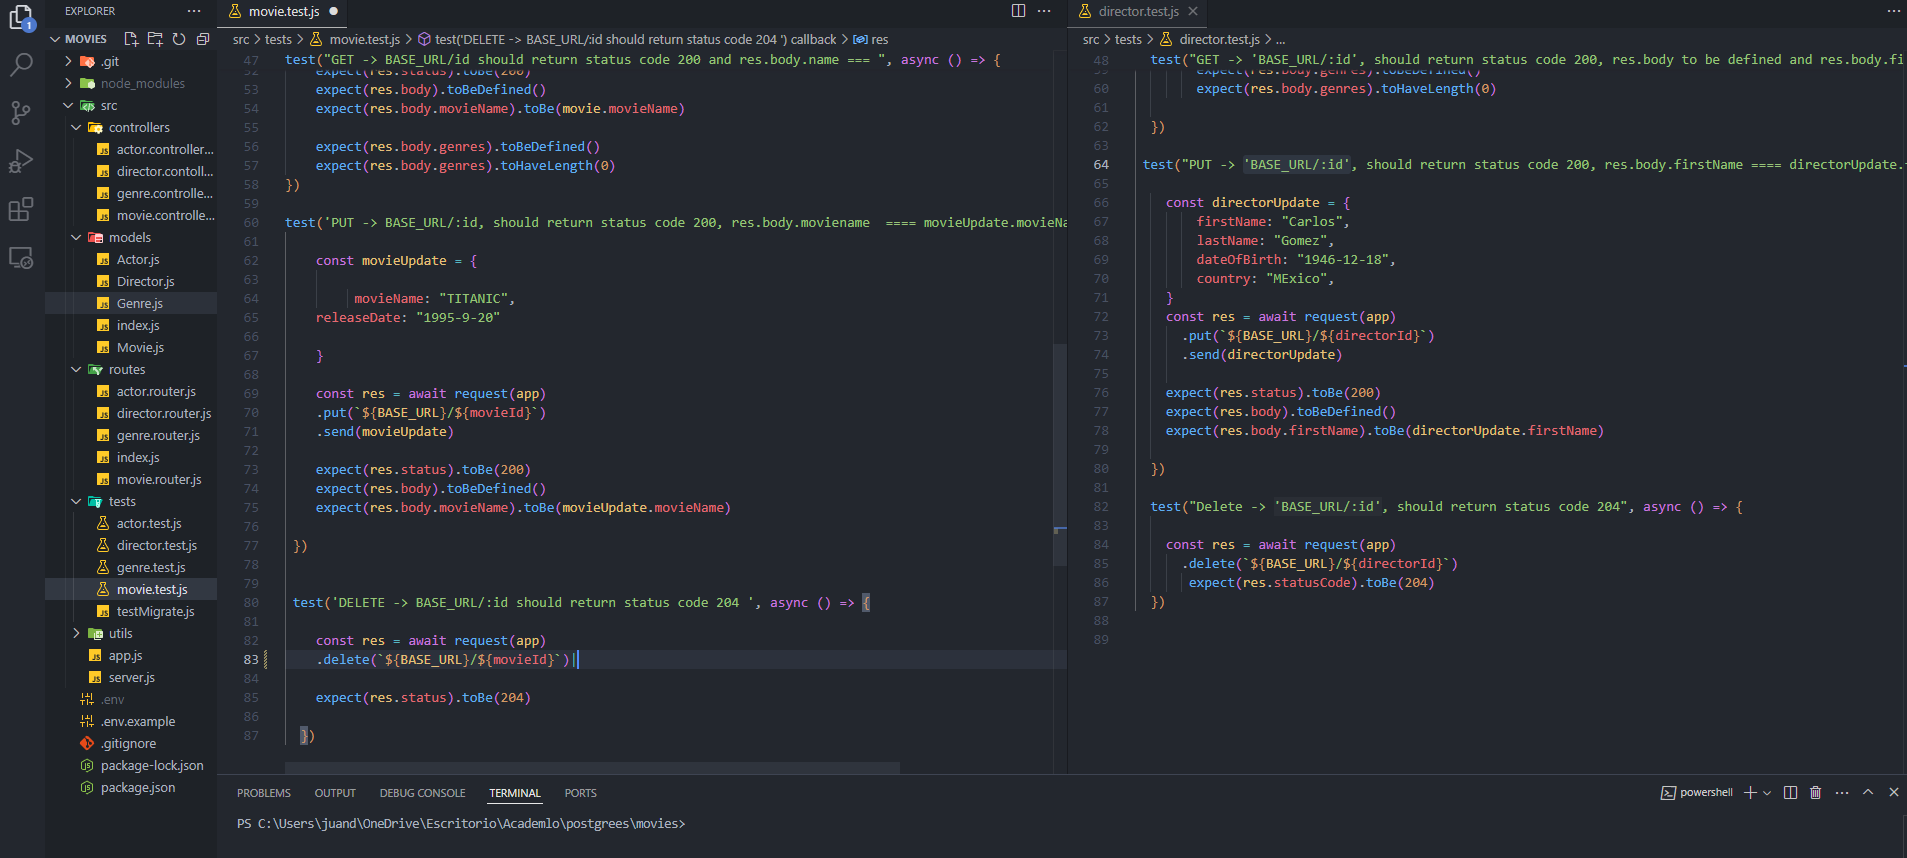 EXPLORER
MOVIES
.git
node_modules
src
controllers
actor.controller...
director.contoll...
genre.controlle...
movie.controlle...
models
Actor.js
Director.js
Genre.js
index.js
Movie.js
routes
actor.router.js
director.router.js
genre.router.js
index.js
movie.router.js
tests
actor.test.js
director.test.js
genre.test.js
movie.test.js
testMigrate.js
utils
app.js
server.js
.env
.env.example
.gitignore
package-lock.json
package.json
1
movie.test.js
src > tests > movie.test.js > test('DELETE -> BASE_URL/:id should return status code 204 ') callback > res
47 test("GET -> BASE_URL/id should return status code 200 and res.body.name === ", async () => {
52 expect(res.status).toBe(200)
53 expect(res.body).toBeDefined()
54 expect(res.body.movieName).toBe(movie.movieName)
55
56 expect(res.body.genres).toBeDefined()
57 expect(res.body.genres).toHaveLength(0)
58 })
59
60 test('PUT -> BASE_URL/:id, should return status code 200, res.body.moviename  ==== movieUpdate.movieNa
61
62 const movieUpdate = {
63
64 movieName: "TITANIC",
65 releaseDate: "1995-9-20"
66
67 }
68
69 const res = await request(app)
70 .put(`${BASE_URL}/${movieId}`)
71 .send(movieUpdate)
72
73 expect(res.status).toBe(200)
74 expect(res.body).toBeDefined()
75 expect(res.body.movieName).toBe(movieUpdate.movieName)
76
77 })
78
79
80 test('DELETE -> BASE_URL/:id should return status code 204 ', async () => {
81
82 const res = await request(app)
83 .delete(`${BASE_URL}/${movieId}`)
84
85 expect(res.status).toBe(204)
86
87 })
director.test.js
src > tests > director.test.js > ...
48 test("GET -> 'BASE_URL/:id', should return status code 200, res.body to be defined and res.body.fi
59 expect(res.body.genres).toBeDefined()
60 expect(res.body.genres).toHaveLength(0)
61
62 })
63
64 test("PUT -> 'BASE_URL/:id', should return status code 200, res.body.firstName ==== directorUpdate.
65
66 const directorUpdate = {
67 firstName: "Carlos",
68 lastName: "Gomez",
69 dateOfBirth: "1946-12-18",
70 country: "MExico",
71 }
72 const res = await request(app)
73 .put(`${BASE_URL}/${directorId}`)
74 .send(directorUpdate)
75
76 expect(res.status).toBe(200)
77 expect(res.body).toBeDefined()
78 expect(res.body.firstName).toBe(directorUpdate.firstName)
79
80 })
81
82 test("Delete -> 'BASE_URL/:id', should return status code 204", async () => {
83
84 const res = await request(app)
85 .delete(`${BASE_URL}/${directorId}`)
86 expect(res.statusCode).toBe(204)
87 })
88
89
PROBLEMS OUTPUT DEBUG CONSOLE TERMINAL PORTS
powershell
PS C:\Users\juand\OneDrive\Escritorio\Academlo\postgrees\movies>